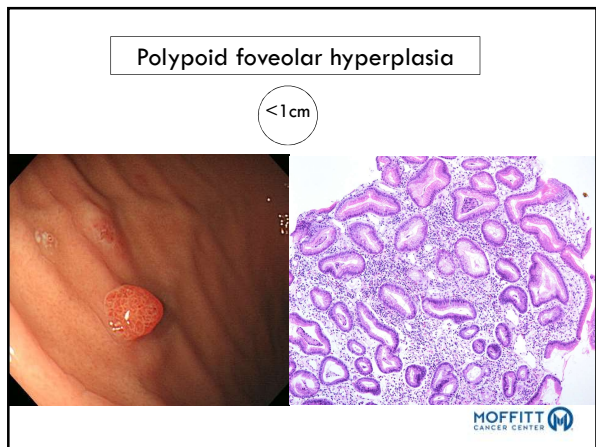 Polypoid foveolar hyperplasia
<1cm
MOFFITT
CANCER CENTER
M